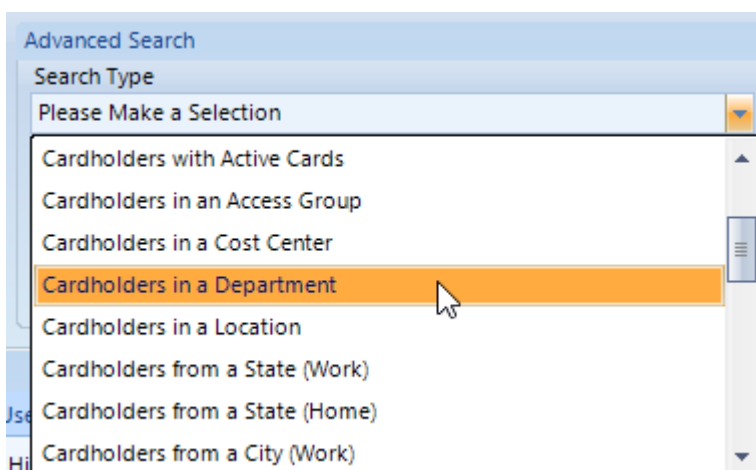 Advanced Search
Search Type
Please Make a Selection
Cardholders with Active Cards
Cardholders in an Access Group
Cardholders in a Cost Center
Cardholders in a Department
Cardholders in a Location
Cardholders from a State (Work)
Cardholders from a State (Home)
Cardholders from a City (Work)